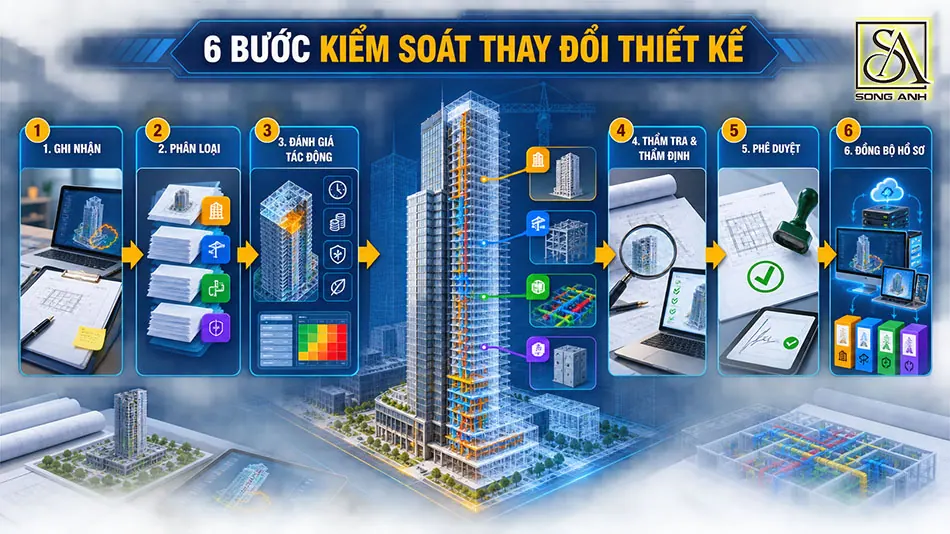 6 BƯỚC KIỂM SOÁT THAY ĐỔI THIẾT KẾ
SA
SONG ANH
1
1. GHI NHẬN
2
2. PHÂN LOẠI
3
3. ĐÁNH GIÁ
TÁC ĐỘNG
4
4. THẨM TRA &
THẨM ĐỊNH
5
5. PHÊ DUYỆT
6
6. ĐỒNG BỘ HỒ SƠ